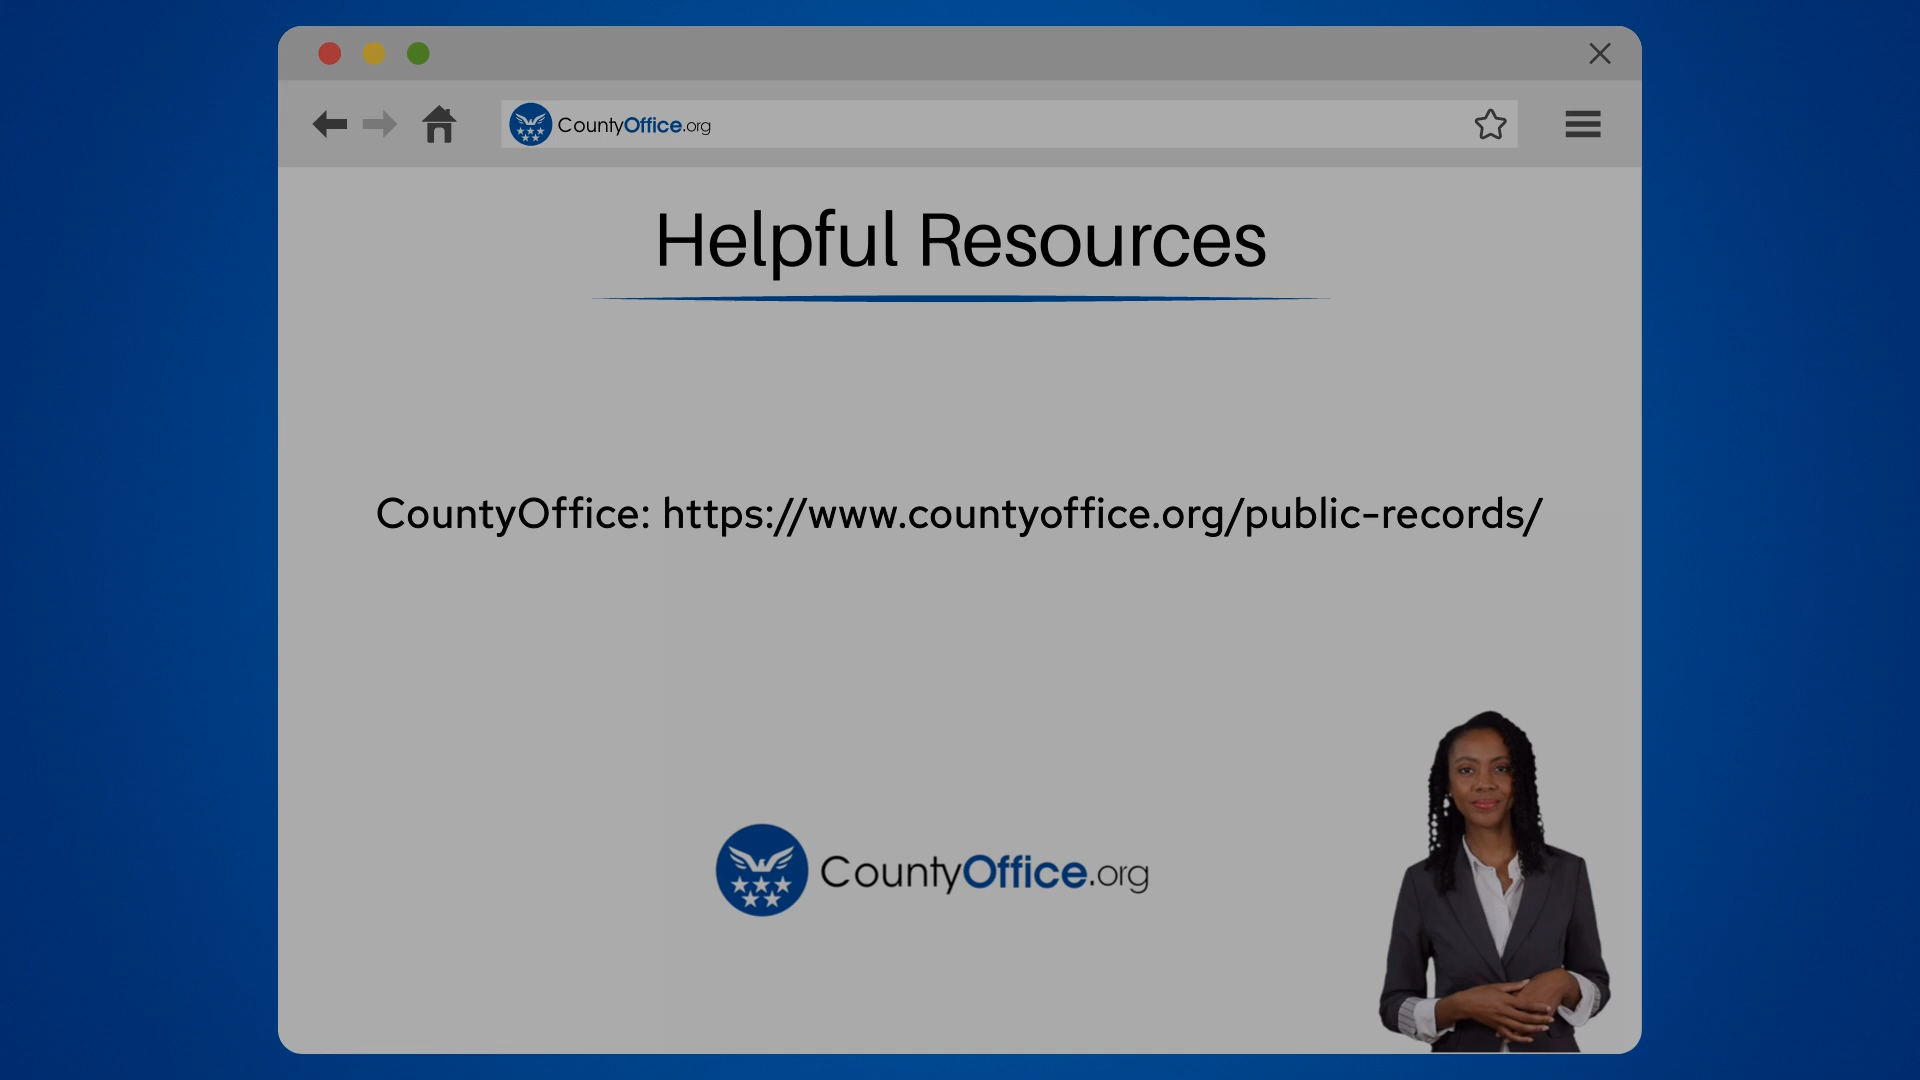 CountyOffice.org
Helpful Resources
CountyOffice: https://www.countyoffice.org/public-records/
CountyOffice.org